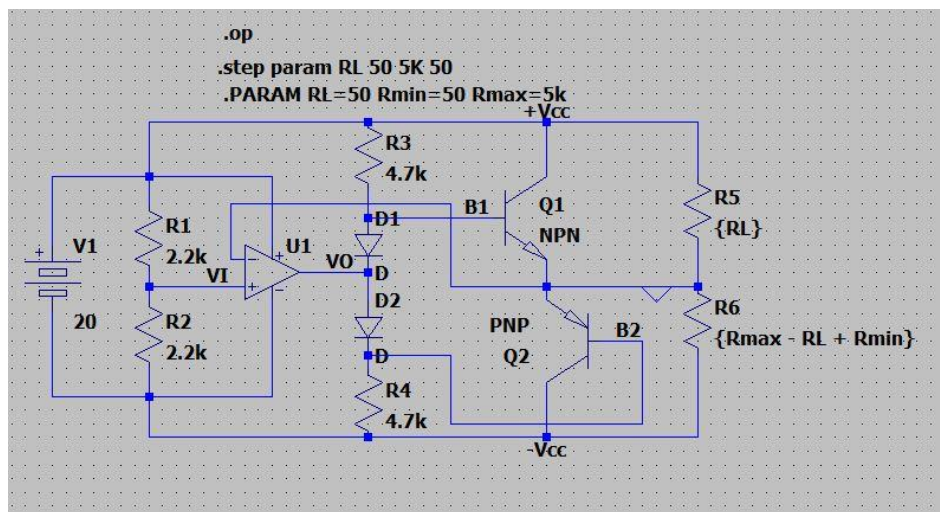 .op
.step param RL 50 5K 50
.PARAM RL=50 Rmin=50 Rmax=5k
+Vcc
R3
4.7k
D1
B1
Q1
NPN
R5
{RL}
R1
2.2k
V1
20
U1
VI
VO
D
D2
R2
2.2k
PNP
Q2
B2
R6
{Rmax - RL + Rmin}
D
R4
4.7k
-Vcc